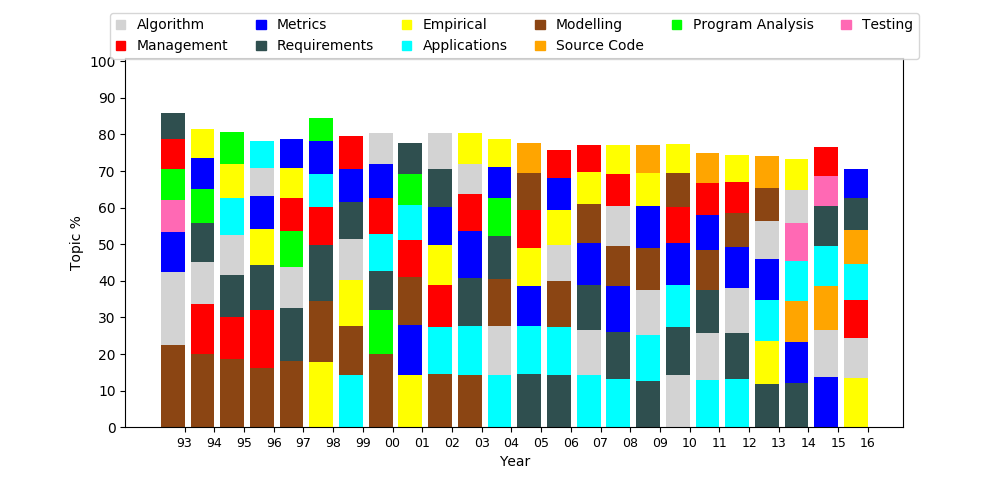 Algorithm Metrics Empirical Modelling Program Analysis Testing
Management Requirements Applications Source Code
100
90
80
70
60
50
40
30
20
10
0
Topic %
93 94 95 96 97 98 99 00 01 02 03 04 05 06 07 08 09 10 11 12 13 14 15 16
Year